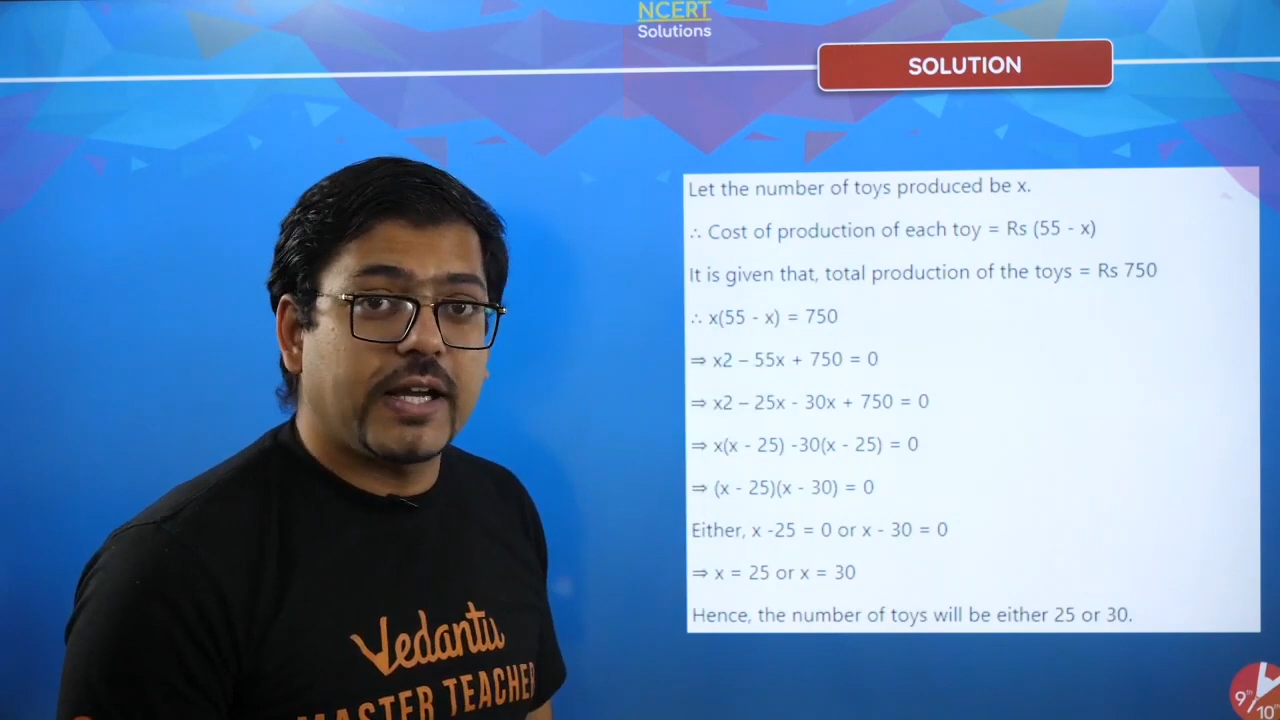 NCERT
Solutions
SOLUTION
Let the number of toys produced be x.
∴ Cost of production of each toy = Rs (55 - x)
It is given that, total production of the toys = Rs 750
∴ x(55 - x) = 750
⇒ x2 – 55x + 750 = 0
⇒ x2 – 25x - 30x + 750 = 0
⇒ x(x - 25) -30(x - 25) = 0
⇒ (x - 25)(x - 30) = 0
Either, x -25 = 0 or x - 30 = 0
⇒ x = 25 or x = 30
Hence, the number of toys will be either 25 or 30.
Vedantu
MASTER TEACHER
9th
10th